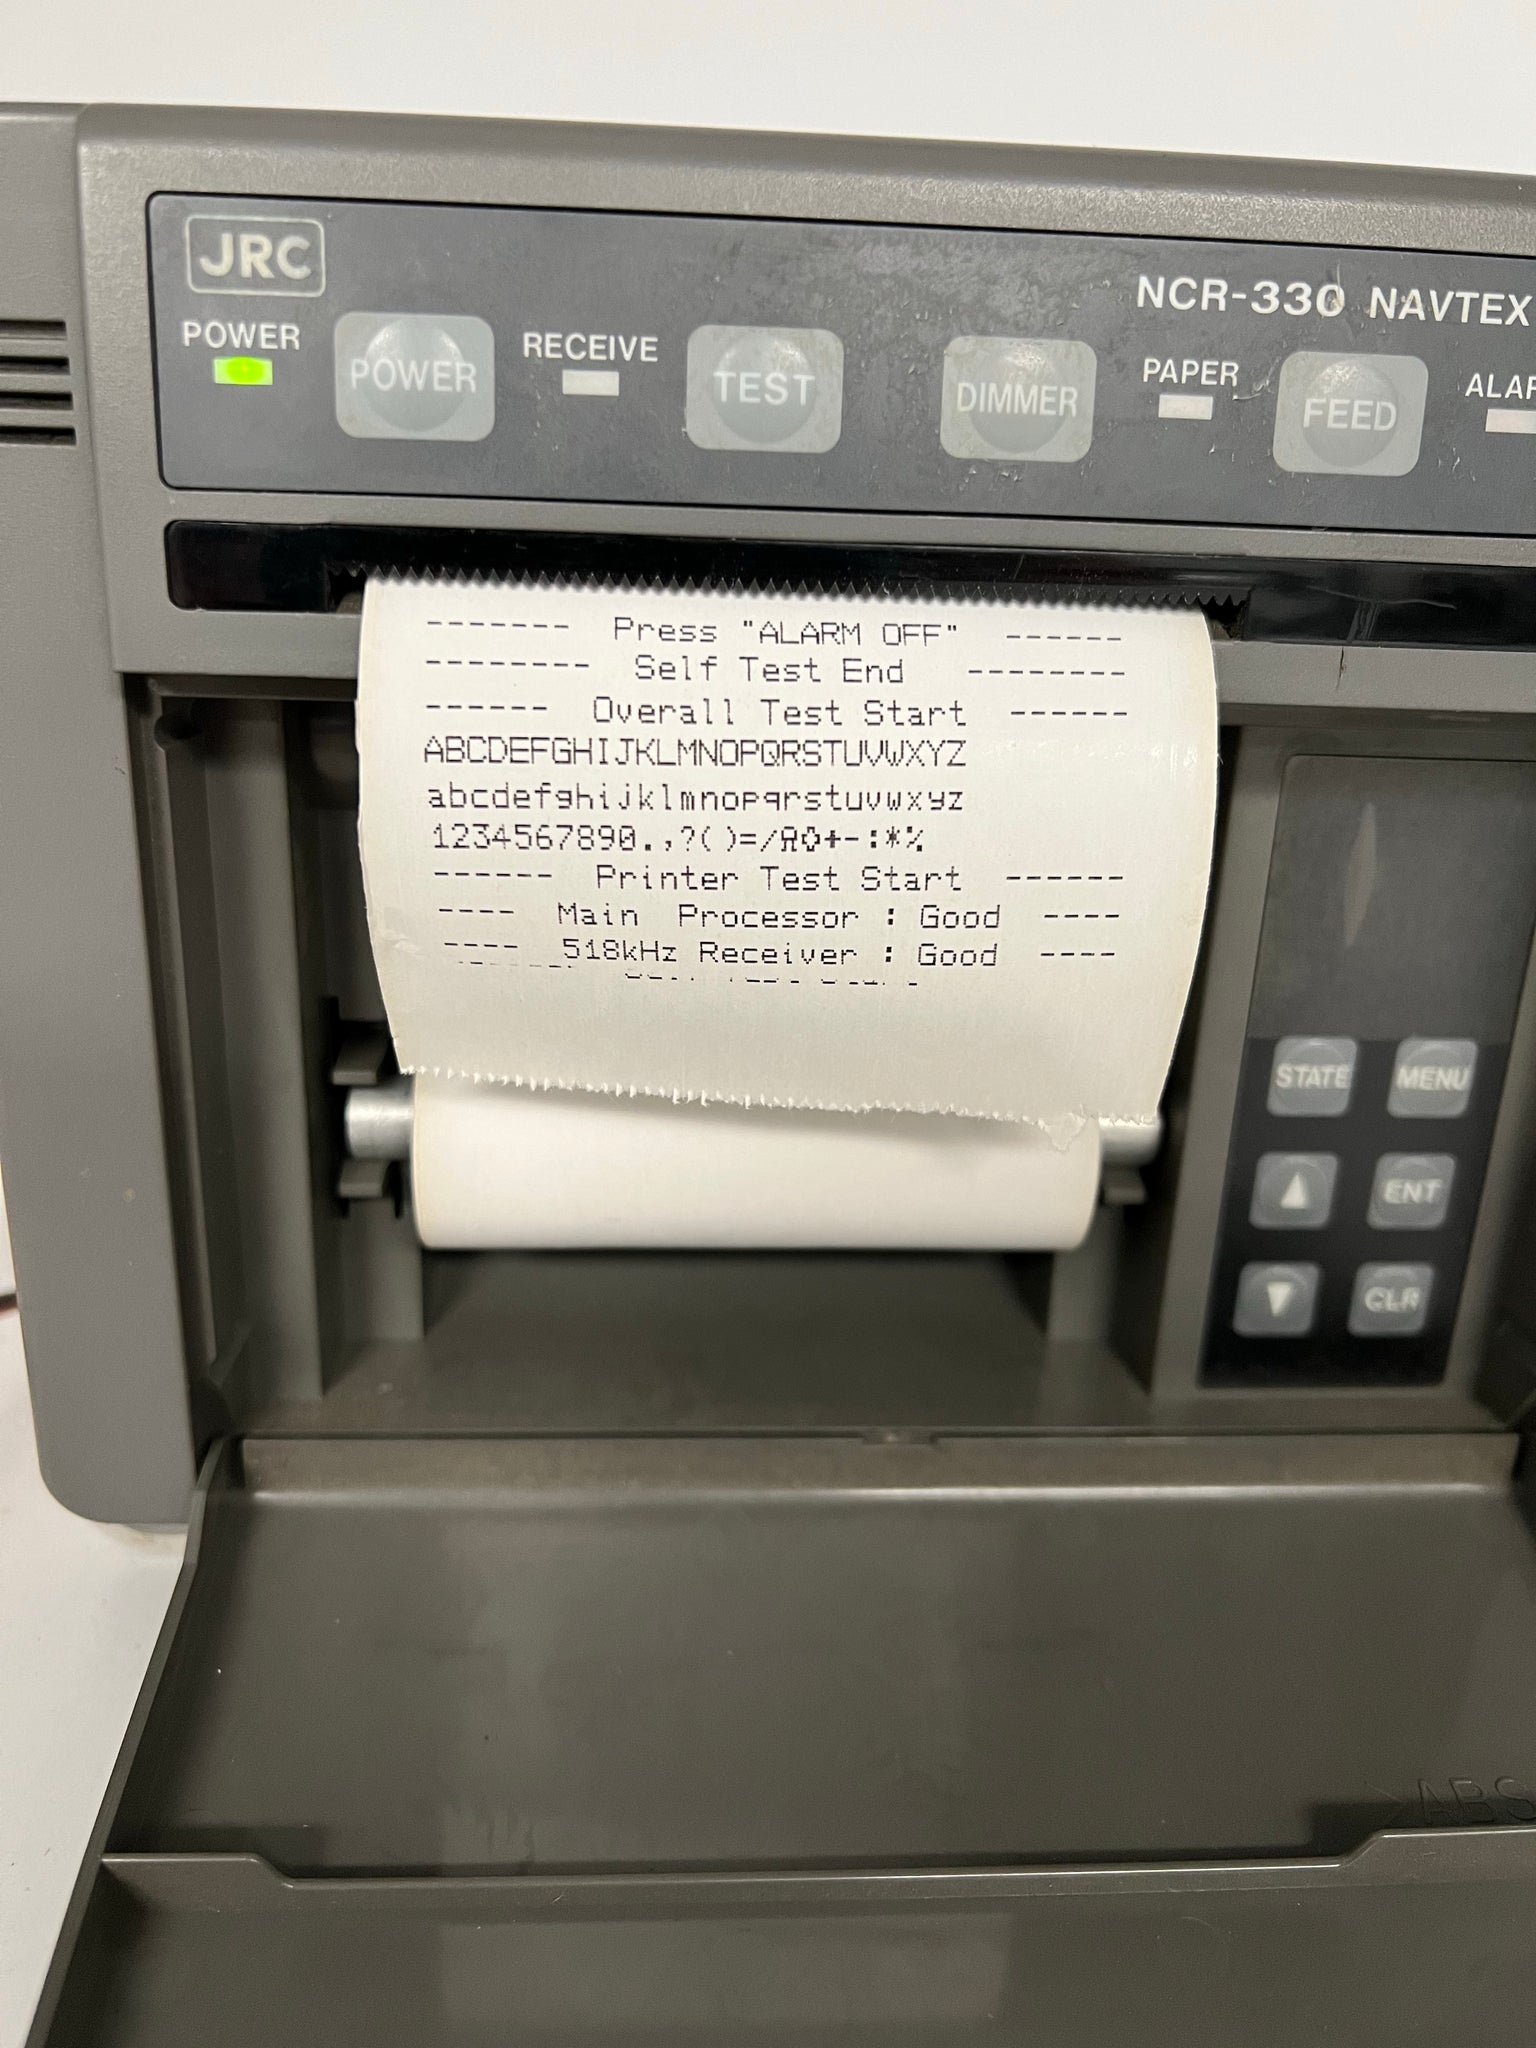 JRC
NCR-330 NAVTEX
POWER
POWER
RECEIVE
TEST
DIMMER
PAPER
FEED
------- Press "ALARM OFF" ------
-------- Self Test End --------
------ Overall Test Start ------
ABCDEFGHIJKLMNOPQRSTUVWXYZ
abcdefghijklmnopqrstuvwxyz
1234567890.,?()=/
+-:*%
------ Printer Test Start ------
---- Main Processor : Good ----
---- 518kHz Receiver : Good ----
STATE
MENU
▲
ENT
▼
CLR
>ABS